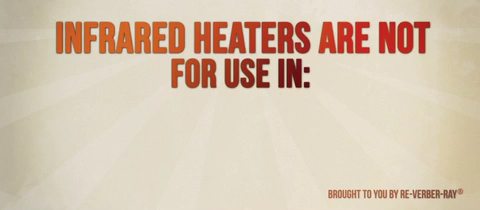 INFRARED HEATERS ARE NOT
FOR USE IN:
BROUGHT TO YOU BY RE-VERBER-RAY®